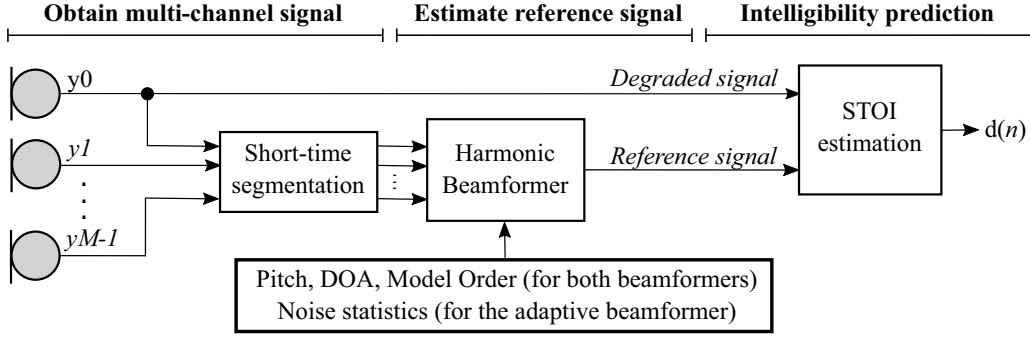 Obtain multi-channel signal
Estimate reference signal
Intelligibility prediction
y0
Degraded signal
y1
Short-time
segmentation
Harmonic
Beamformer
Reference signal
STOI
estimation
d(n)
yM-1
Pitch, DOA, Model Order (for both beamformers)
Noise statistics (for the adaptive beamformer)